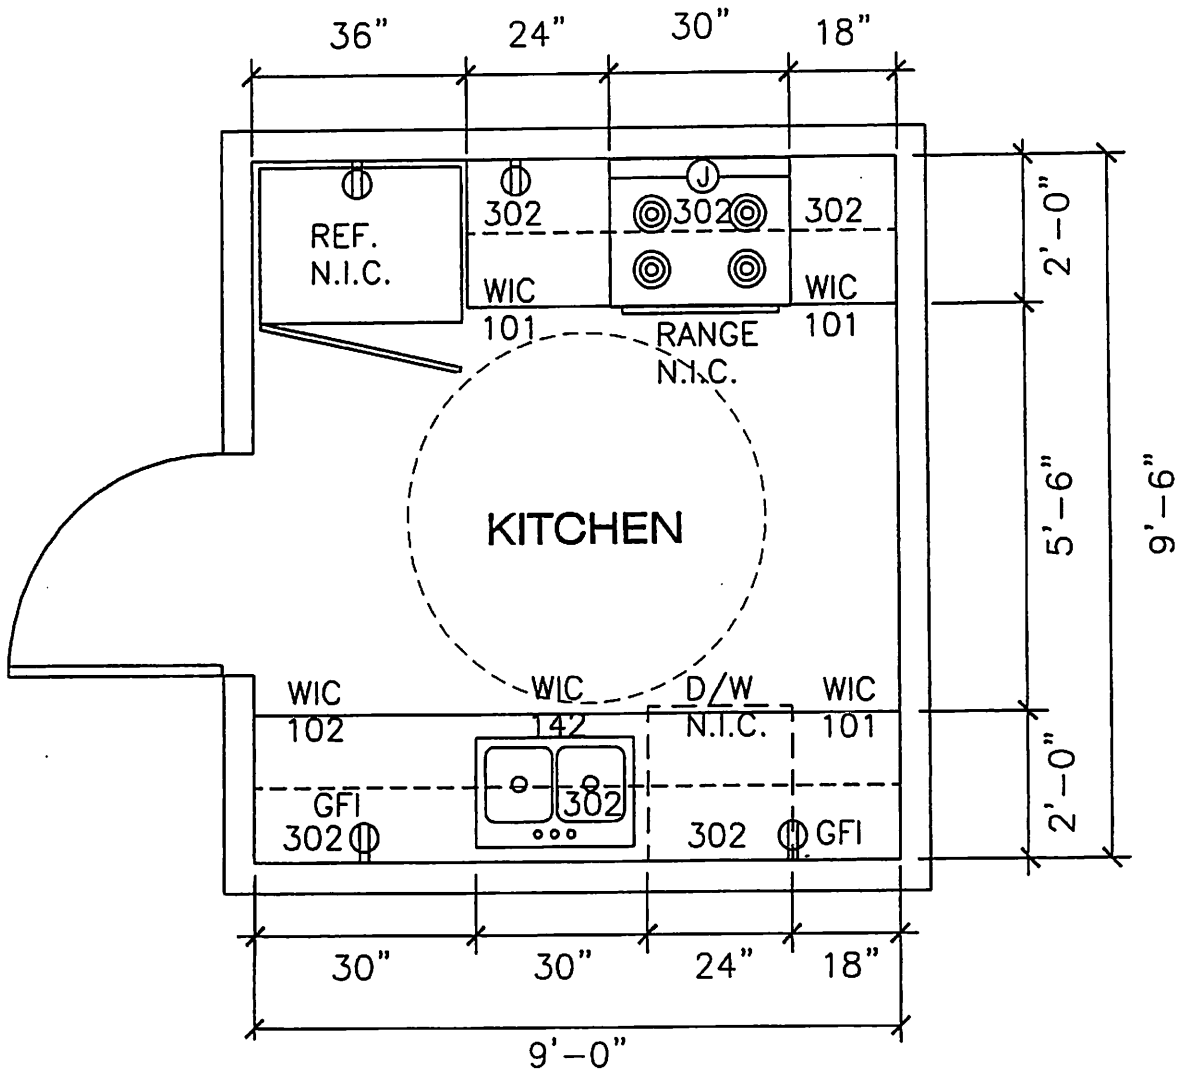 36" 24" 30" 18"
302 302 302
J
REF.
N.I.C.
WIC
101
WIC
101
RANGE
N.I.C.
2'-0"
5'-6"
9'-6"
2'-0"
KITCHEN
WIC
102
WIC
142
D/W
N.I.C.
WIC
101
GFI
302
302
302 GFI
30" 30" 24" 18"
9'-0"